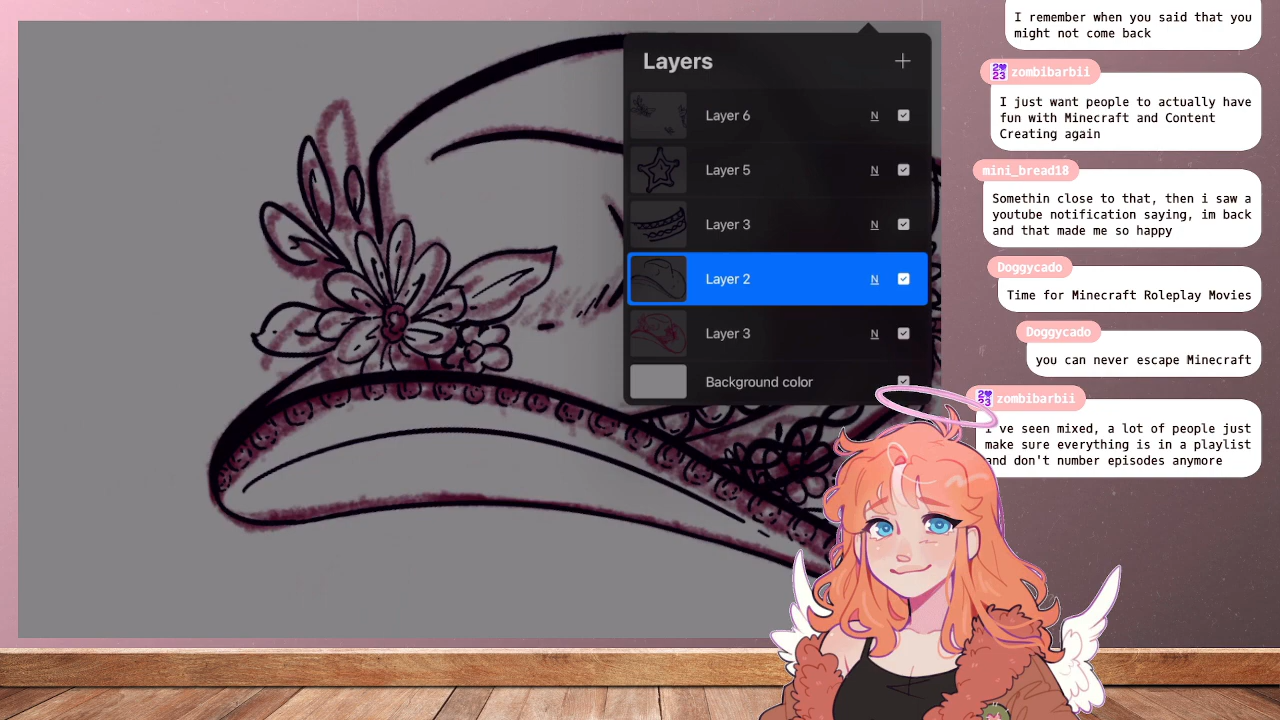 Layers
Layer 6
N
Layer 5
N
Layer 3
N
Layer 2
N
Layer 3
N
Background color
I remember when you said that you
might not come back
2
23
zombibarbii
I just want people to actually have
fun with Minecraft and Content
Creating again
mini_bread18
Somethin close to that, then i saw a
youtube notification saying, im back
and that made me so happy
Doggycado
Time for Minecraft Roleplay Movies
Doggycado
you can never escape Minecraft
2
23
zombibarbii
I've seen mixed, a lot of people just
make sure everything is in a playlist
and don't number episodes anymore